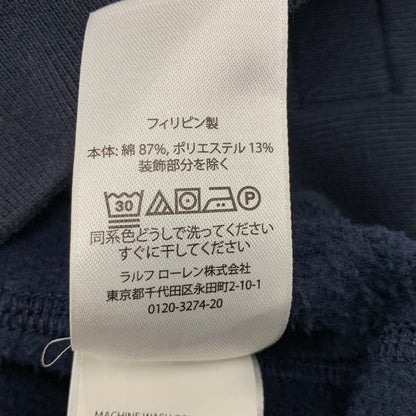 フィリピン製
本体: 綿 87%, ポリエステル 13%
装飾部分を除く
30 P
同系色どうしで洗ってください
すぐに干してください
ラルフ ローレン株式会社
東京都千代田区永田町2-10-1
0120-3274-20
MACHINE WASH